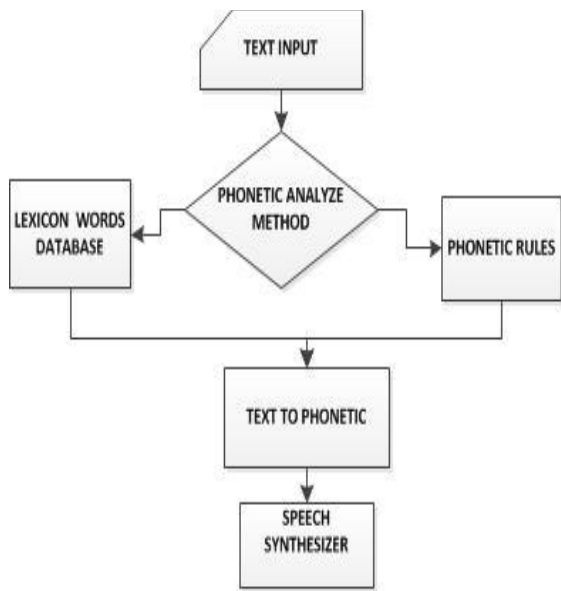 TEXT INPUT
PHONETIC ANALYZE
METHOD
LEXICON WORDS
DATABASE
PHONETIC RULES
TEXT TO PHONETIC
SPEECH
SYNTHESIZER